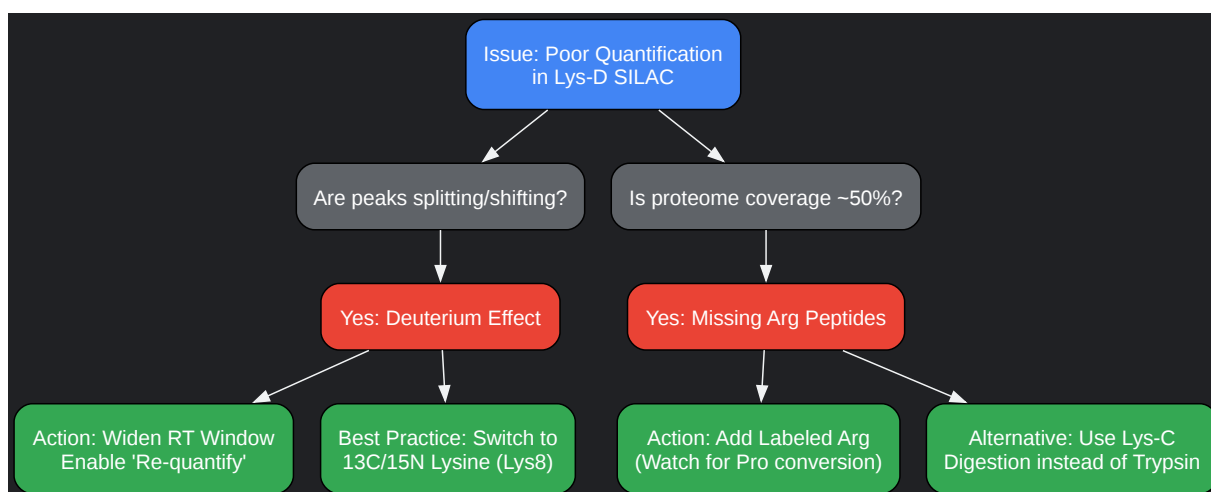 Issue: Poor Quantification
in Lys-D SILAC
Are peaks splitting/shifting?
Is proteome coverage ~50%?
Yes: Deuterium Effect
Yes: Missing Arg Peptides
Action: Widen RT Window
Enable 'Re-quantify'
Best Practice: Switch to
13C/15N Lysine (Lys8)
Action: Add Labeled Arg
(Watch for Pro conversion)
Alternative: Use Lys-C
Digestion instead of Trypsin